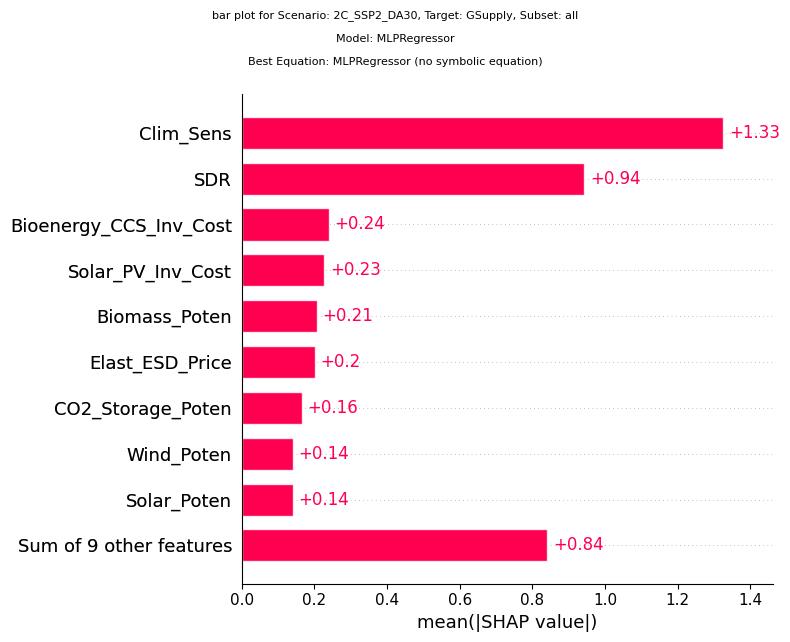 bar plot for Scenario: 2C_SSP2_DA30, Target: GSupply, Subset: all
Model: MLPRegressor
Best Equation: MLPRegressor (no symbolic equation)
Clim_Sens +1.33
SDR +0.94
Bioenergy_CCS_Inv_Cost +0.24
Solar_PV_Inv_Cost +0.23
Biomass_Poten +0.21
Elast_ESD_Price +0.2
CO2_Storage_Poten +0.16
Wind_Poten +0.14
Solar_Poten +0.14
Sum of 9 other features +0.84
0.0 0.2 0.4 0.6 0.8 1.0 1.2 1.4
mean(|SHAP value|)